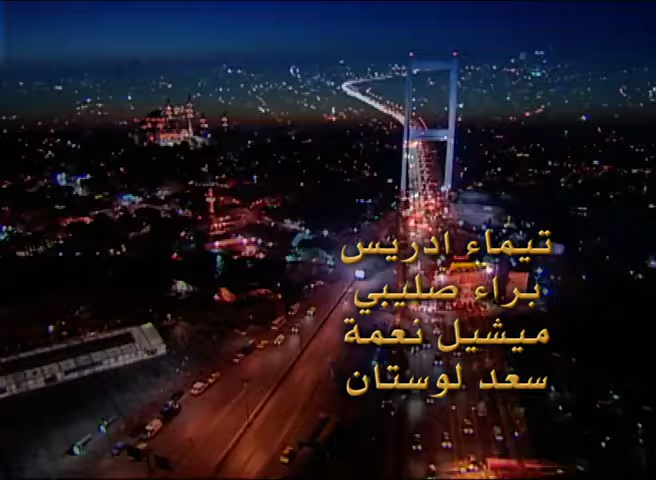 تيماء ادريس
براء صليبي
ميشيل نعمة
سعد لوستان